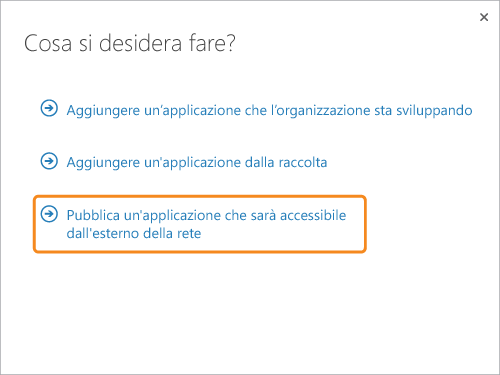 Cosa si desidera fare?
Aggiungere un'applicazione che l'organizzazione sta sviluppando
Aggiungere un'applicazione dalla raccolta
Pubblica un'applicazione che sarà accessibile
dall'esterno della rete